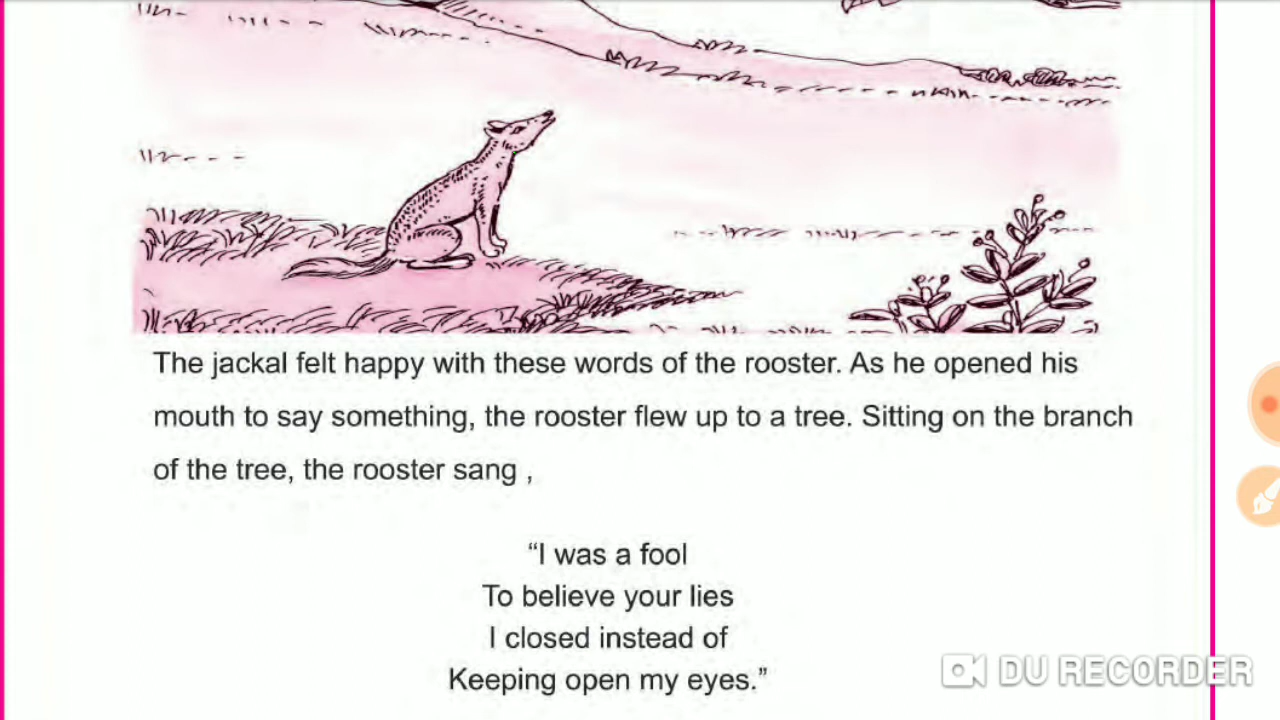 The jackal felt happy with these words of the rooster. As he opened his
mouth to say something, the rooster flew up to a tree. Sitting on the branch
of the tree, the rooster sang ,
“I was a fool
To believe your lies
I closed instead of
Keeping open my eyes.”
DU RECORDER